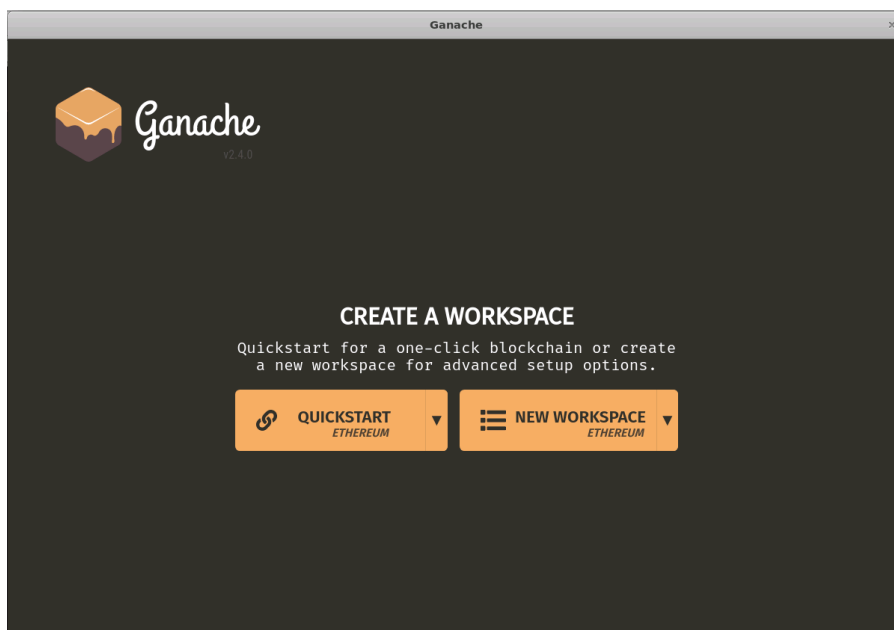 Ganache
Ganache
v2.4.0
CREATE A WORKSPACE
Quickstart for a one-click blockchain or create
a new workspace for advanced setup options.
QUICKSTART
ETHEREUM
NEW WORKSPACE
ETHEREUM